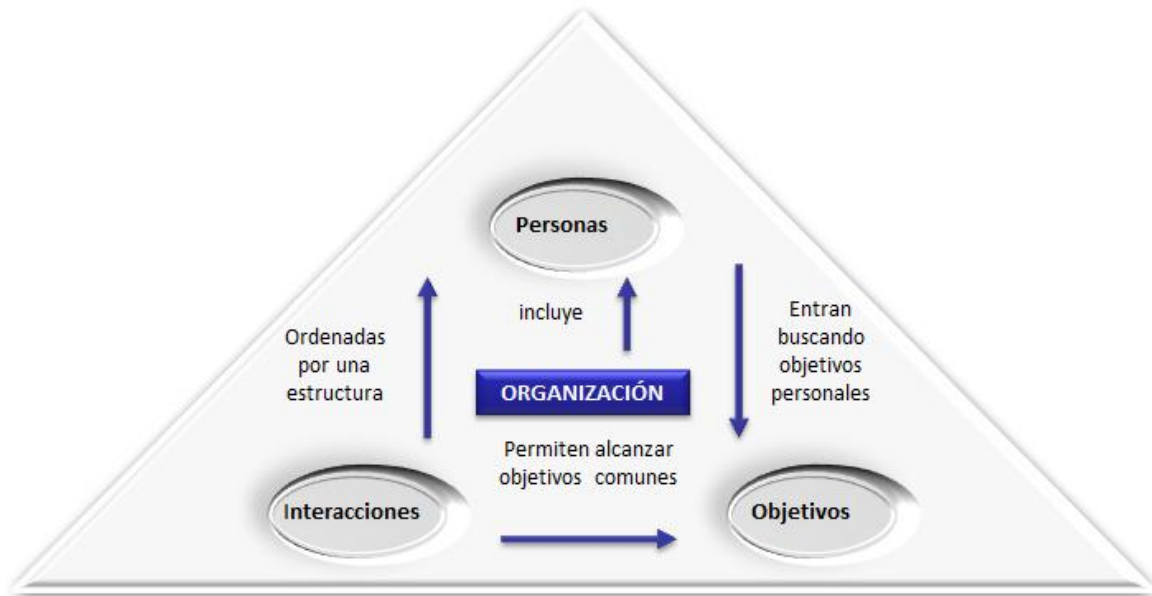 Personas
incluye
Ordenadas
por una
estructura
Entran
buscando
objetivos
personales
ORGANIZACIÓN
Permiten alcanzar
objetivos comunes
Interacciones
Objetivos